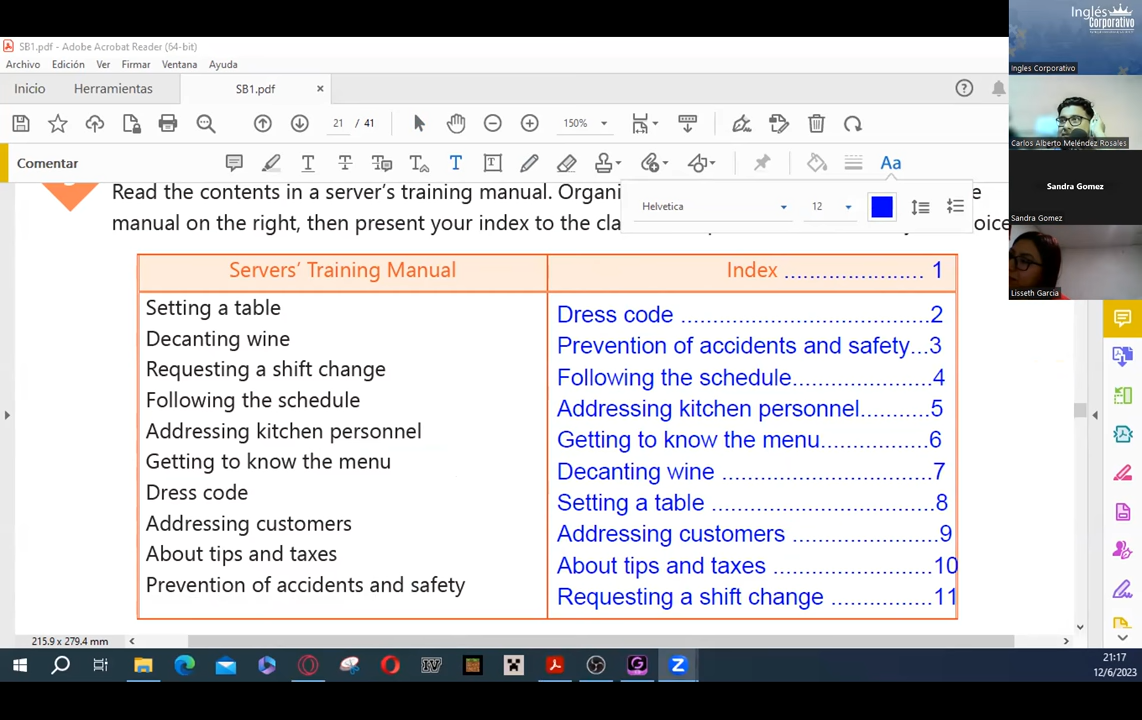 Inglés
Corporativo
SB1.pdf - Adobe Acrobat Reader (64-bit)
Archivo Edición Ver Firmar Ventana Ayuda
Ingles Corporativo
Inicio Herramientas SB1.pdf ×
21 / 41 150%
Carlos Alberto Meléndez Rosales
Comentar Aa
Sandra Gomez
Sandra Gomez
Read the contents in a server's training manual. Organi
Helvetica 12
manual on the right, then present your index to the cla
oice
Lisseth Garcia
Servers' Training Manual
Setting a table
Decanting wine
Requesting a shift change
Following the schedule
Addressing kitchen personnel
Getting to know the menu
Dress code
Addressing customers
About tips and taxes
Prevention of accidents and safety
Index ...................... 1
Dress code .......................................2
Prevention of accidents and safety...3
Following the schedule......................4
Addressing kitchen personnel...........5
Getting to know the menu.................6
Decanting wine .................................7
Setting a table ...................................8
Addressing customers .......................9
About tips and taxes .........................10
Requesting a shift change ................11
215.9 x 279.4 mm
IV
21:17
12/6/2023